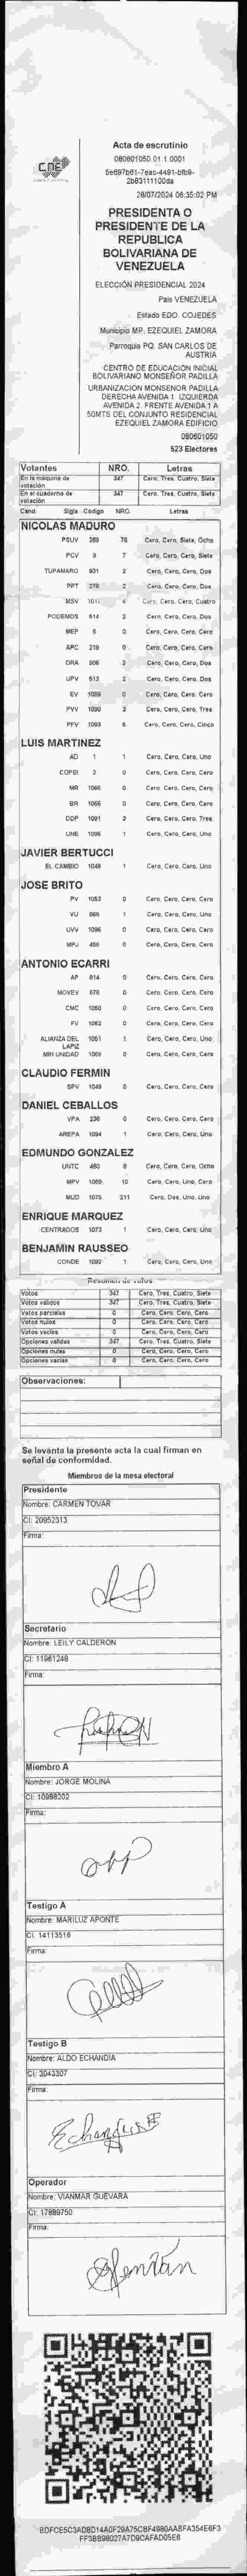 CNE
Acta de escrutinio
080601050.01.1.0001
28/07/2024 06:35:02 PM
PRESIDENTA O
PRESIDENTE DE LA
REPUBLICA
BOLIVARIANA DE
VENEZUELA
ELECCIÓN PRESIDENCIAL 2024
País VENEZUELA
Estado EDO. COJEDES
Municipio MP. EZEQUIEL ZAMORA
Parroquia PQ. SAN CARLOS DE
AUSTRIA
CENTRO DE EDUCACIÓN INICIAL
BOLIVARIANO MONSEÑOR PADILLA
URBANIZACIÓN MONSENOR PADILLA
DERECHA AVENIDA 1. IZQUIERDA
AVENIDA 2. FRENTE AVENIDA 1 A
50MTS DEL CONJUNTO RESIDENCIAL
EZEQUIEL ZAMORA EDIFICIO
080601050
523 Electores
Votantes NRO. Letras
En la máquina de votación 347 Cero, Tres, Cuatro, Siete
En el cuaderno de votación 347 Cero, Tres, Cuatro, Siete
Cand. Sigla Código NRO. Letras
NICOLAS MADURO
PSUV 269 78 Cero, Cero, Siete, Ocho
PCV 9 7 Cero, Cero, Cero, Siete
TUPAMARO 931 2 Cero, Cero, Cero, Dos
PPT 278 2 Cero, Cero, Cero, Dos
MSV 4 Cero, Cero, Cero, Cuatro
PODEMOS 614 2 Cero, Cero, Cero, Dos
MEP 6 0 Cero, Cero, Cero, Cero
APC 219 0 Cero, Cero, Cero, Cero
ORA 906 2 Cero, Cero, Cero, Dos
UPV 613 2 Cero, Cero, Cero, Dos
EV 1089 0 Cero, Cero, Cero, Cero
PVV 1090 3 Cero, Cero, Cero, Tres
PFV 1093 Cero, Cero, Cero, Cinco
LUIS MARTINEZ
AD 1 1 Cero, Cero, Cero, Uno
COPEI 2 0 Cero, Cero, Cero, Cero
MR 1066 0 Cero, Cero, Cero, Cero
BR 0 Cero, Cero, Cero, Cero
DDP 1091 3 Cero, Cero, Cero, Tres
UNE 1095 1 Cero, Cero, Cero, Uno
JAVIER BERTUCCI
EL CAMBIO 1048 1 Cero, Cero, Cero, Uno
JOSE BRITO
PV 1053 0 Cero, Cero, Cero, Cero
VU 968 1 Cero, Cero, Cero, Uno
UVV 1096 0 Cero, Cero, Cero, Cero
MPJ 458 0 Cero, Cero, Cero, Cero
ANTONIO ECARRI
AP 814 0 Cero, Cero, Cero, Cero
MOVEV 878 0 Cero, Cero, Cero, Cero
CMC 1050 0 Cero, Cero, Cero, Cero
FV 1052 0 Cero, Cero, Cero, Cero
ALIANZA DEL LAPIZ 1051 1 Cero, Cero, Cero, Uno
MIN UNIDAD 1068 0 Cero, Cero, Cero, Cero
CLAUDIO FERMIN
SPV 1049 0 Cero, Cero, Cero, Cero
DANIEL CEBALLOS
VPA 236 0 Cero, Cero, Cero, Cero
AREPA 1094 1 Cero, Cero, Cero, Uno
EDMUNDO GONZALEZ
UNTC 460 8 Cero, Cero, Cero, Ocho
MPV 1069 10 Cero, Cero, Uno, Cero
MUD 1075 211 Cero, Dos, Uno, Uno
ENRIQUE MARQUEZ
CENTRADOS 1073 1 Cero, Cero, Cero, Uno
BENJAMIN RAUSSEO
CONDE 1092 1 Cero, Cero, Cero, Uno
Resumen de votos
Votos 347 Cero, Tres, Cuatro, Siete
Votos válidos 347 Cero, Tres, Cuatro, Siete
Votos parciales 0 Cero, Cero, Cero, Cero
Votos nulos 0 Cero, Cero, Cero, Cero
Votos vacíos 0 Cero, Cero, Cero, Cero
Opciones válidas 347 Cero, Tres, Cuatro, Siete
Opciones nulas 0 Cero, Cero, Cero, Cero
Opciones vacías 0 Cero, Cero, Cero, Cero
Observaciones:
Se levanta la presente acta la cual firman en
señal de conformidad.
Miembros de la mesa electoral
Presidente
Nombre: CARMEN TOVAR
CI: 20952313
Firma:
Secretario
Nombre: LEILY CALDERON
CI: 11961248
Firma:
Miembro A
Nombre: JORGE MOLINA
CI: 10988202
Firma:
Testigo A
Nombre: MARILUZ APONTE
CI: 14113516
Firma:
Testigo B
Nombre: ALDO ECHANDIA
CI: 3043307
Firma:
Operador
Nombre: VIANMAR GUEVARA
CI: 17889750
Firma: